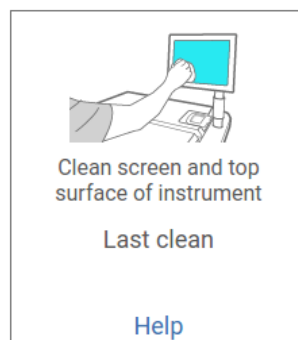 Clean screen and top
surface of instrument
Last clean
Help